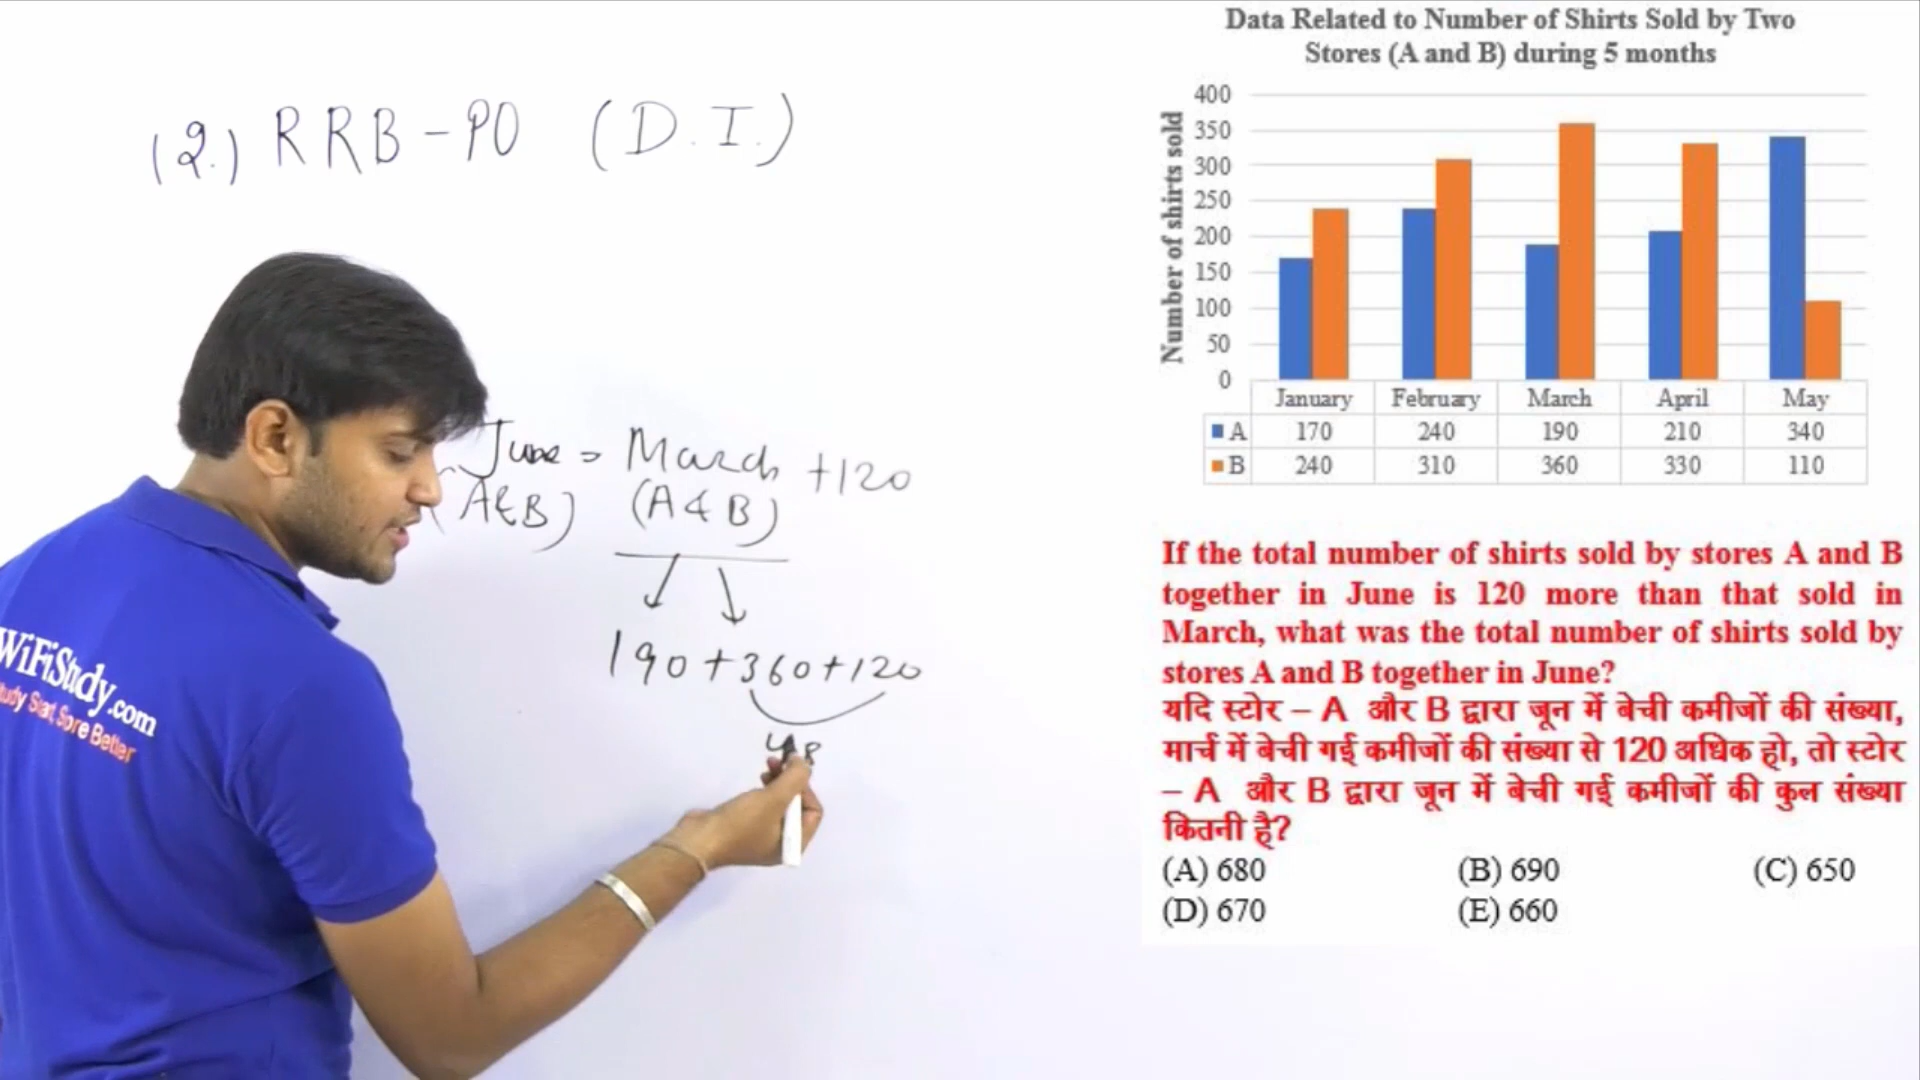 (2.) RRB-PO (D.I.)
June = March +120
(A&B) (A & B)
190+360+120
WiFiStudy.com
Study Start, Score Better
Data Related to Number of Shirts Sold by Two
Stores (A and B) during 5 months
Number of shirts sold
400
350
300
250
200
150
100
50
0
January February March April May
A 170 240 190 210 340
B 240 310 360 330 110
If the total number of shirts sold by stores A and B
together in June is 120 more than that sold in
March, what was the total number of shirts sold by
stores A and B together in June?
यदि स्टोर – A और B द्वारा जून में बेची कमीजों की संख्या,
मार्च में बेची गई कमीजों की संख्या से 120 अधिक हो, तो स्टोर
– A और B द्वारा जून में बेची गई कमीजों की कुल संख्या
कितनी है?
(A) 680 (B) 690 (C) 650
(D) 670 (E) 660